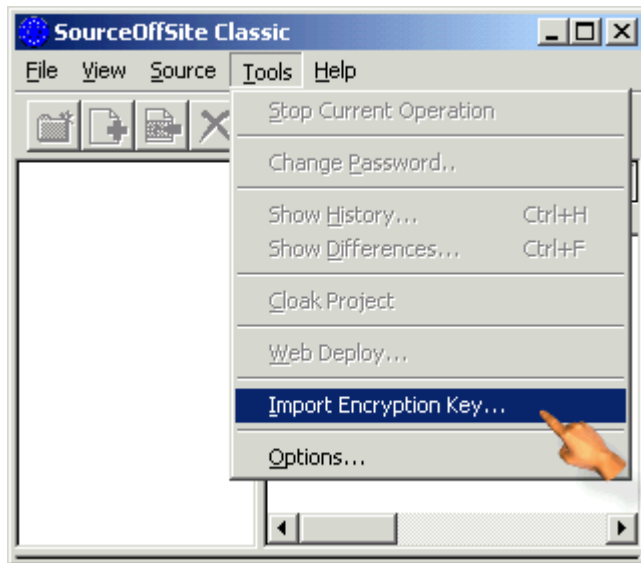 SourceOffSite Classic
File View Source Tools Help
Stop Current Operation
Change Password..
Show History... Ctrl+H
Show Differences... Ctrl+F
Cloak Project
Web Deploy...
Import Encryption Key...
Options...